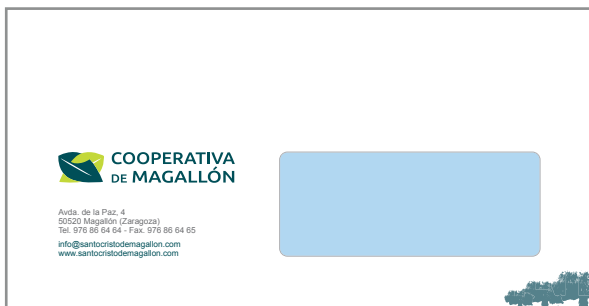 COOPERATIVA
DE MAGALLÓN
Avda. de la Paz, 4
50520 Magallón (Zaragoza)
Tel. 976 86 64 64 - Fax. 976 86 64 65
info@santocristodemagallon.com
www.santocristodemagallon.com